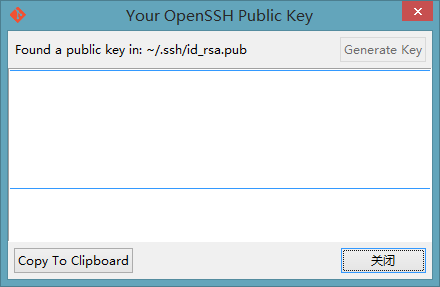 Your OpenSSH Public Key
Found a public key in: ~/.ssh/id_rsa.pub
Generate Key
Copy To Clipboard
关闭